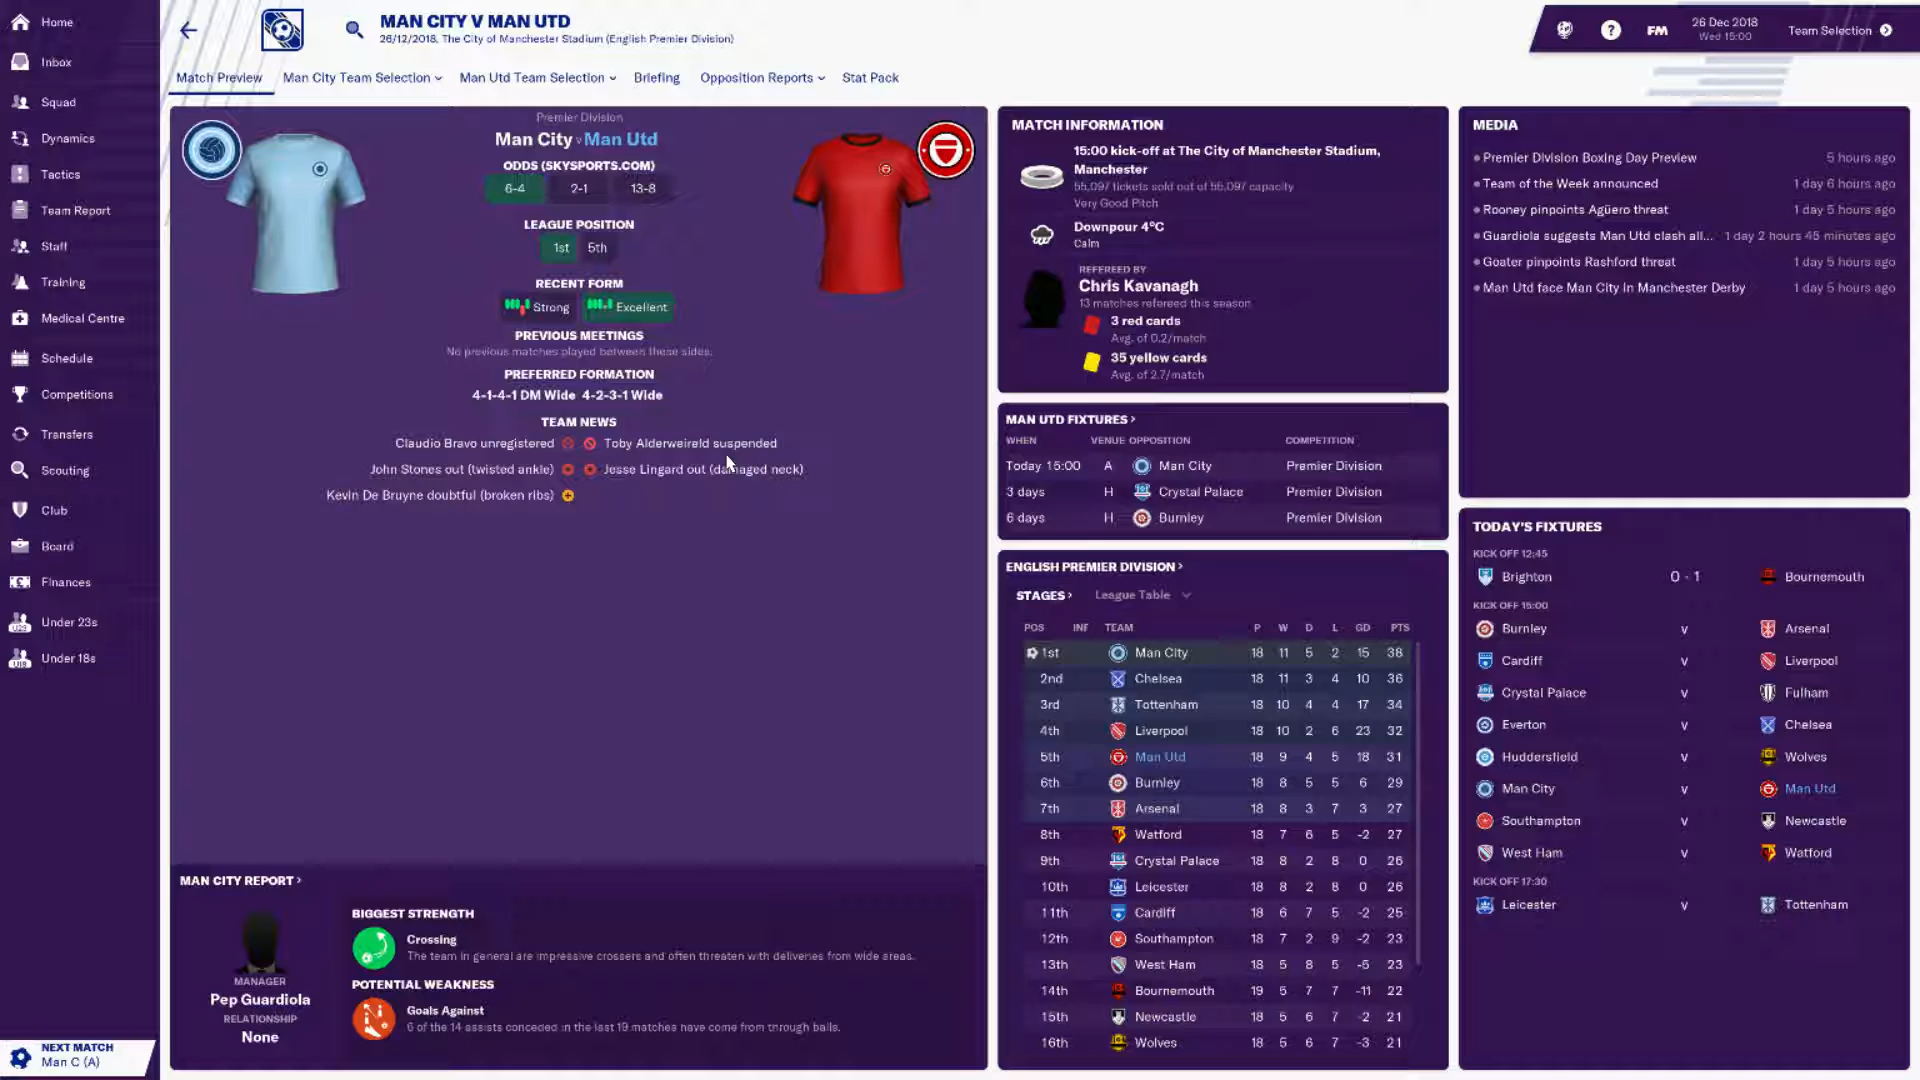 Home
Inbox
Squad
Dynamics
Tactics
Team Report
Staff
Training
Medical Centre
Schedule
Competitions
Transfers
Scouting
Club
Board
Finances
Under 23s
Under 18s
NEXT MATCH
Man C (A)
MAN CITY V MAN UTD
26/12/2018, The City of Manchester Stadium (English Premier Division)
FM
26 Dec 2018
Wed 15:00
Team Selection
Match Preview Man City Team Selection Man Utd Team Selection Briefing Opposition Reports Stat Pack
Premier Division
Man City v Man Utd
ODDS (SKYSPORTS.COM)
6-4 2-1 13-8
LEAGUE POSITION
1st 5th
RECENT FORM
Strong Excellent
PREVIOUS MEETINGS
No previous matches played between these sides.
PREFERRED FORMATION
4-1-4-1 DM Wide 4-2-3-1 Wide
TEAM NEWS
Claudio Bravo unregistered Toby Alderweireld suspended
John Stones out (twisted ankle) Jesse Lingard out (damaged neck)
Kevin De Bruyne doubtful (broken ribs)
MAN CITY REPORT >
MANAGER
Pep Guardiola
RELATIONSHIP
None
BIGGEST STRENGTH
Crossing
The team in general are impressive crossers and often threaten with deliveries from wide areas.
POTENTIAL WEAKNESS
Goals Against
6 of the 14 assists conceded in the last 19 matches have come from through balls.
MATCH INFORMATION
15:00 kick-off at The City of Manchester Stadium,
Manchester
55,097 tickets sold out of 55,097 capacity
Very Good Pitch
Downpour 4°C
Calm
REFEREED BY
Chris Kavanagh
13 matches refereed this season
3 red cards
Avg. of 0.2/match
35 yellow cards
Avg. of 2.7/match
MAN UTD FIXTURES >
WHEN VENUE OPPOSITION COMPETITION
Today 15:00 A Man City Premier Division
3 days H Crystal Palace Premier Division
6 days H Burnley Premier Division
ENGLISH PREMIER DIVISION >
STAGES > League Table
POS INF TEAM P W D L GD PTS
1st Man City 18 11 5 2 15 38
2nd Chelsea 18 11 3 4 10 36
3rd Tottenham 18 10 4 4 17 34
4th Liverpool 18 10 2 6 23 32
5th Man Utd 18 9 4 5 18 31
6th Burnley 18 8 5 5 6 29
7th Arsenal 18 8 3 7 3 27
8th Watford 18 7 6 5 -2 27
9th Crystal Palace 18 8 2 8 0 26
10th Leicester 18 8 2 8 0 26
11th Cardiff 18 6 7 5 -2 25
12th Southampton 18 7 2 9 -2 23
13th West Ham 18 5 8 5 -5 23
14th Bournemouth 19 5 7 7 -11 22
15th Newcastle 18 5 6 7 -2 21
16th Wolves 18 5 6 7 -3 21
MEDIA
Premier Division Boxing Day Preview 5 hours ago
Team of the Week announced 1 day 6 hours ago
Rooney pinpoints Agüero threat 1 day 5 hours ago
Guardiola suggests Man Utd clash all... 1 day 2 hours 45 minutes ago
Goater pinpoints Rashford threat 1 day 5 hours ago
Man Utd face Man City in Manchester Derby 1 day 5 hours ago
TODAY'S FIXTURES
KICK OFF 12:45
Brighton 0 - 1 Bournemouth
KICK OFF 15:00
Burnley v Arsenal
Cardiff v Liverpool
Crystal Palace v Fulham
Everton v Chelsea
Huddersfield v Wolves
Man City v Man Utd
Southampton v Newcastle
West Ham v Watford
KICK OFF 17:30
Leicester v Tottenham